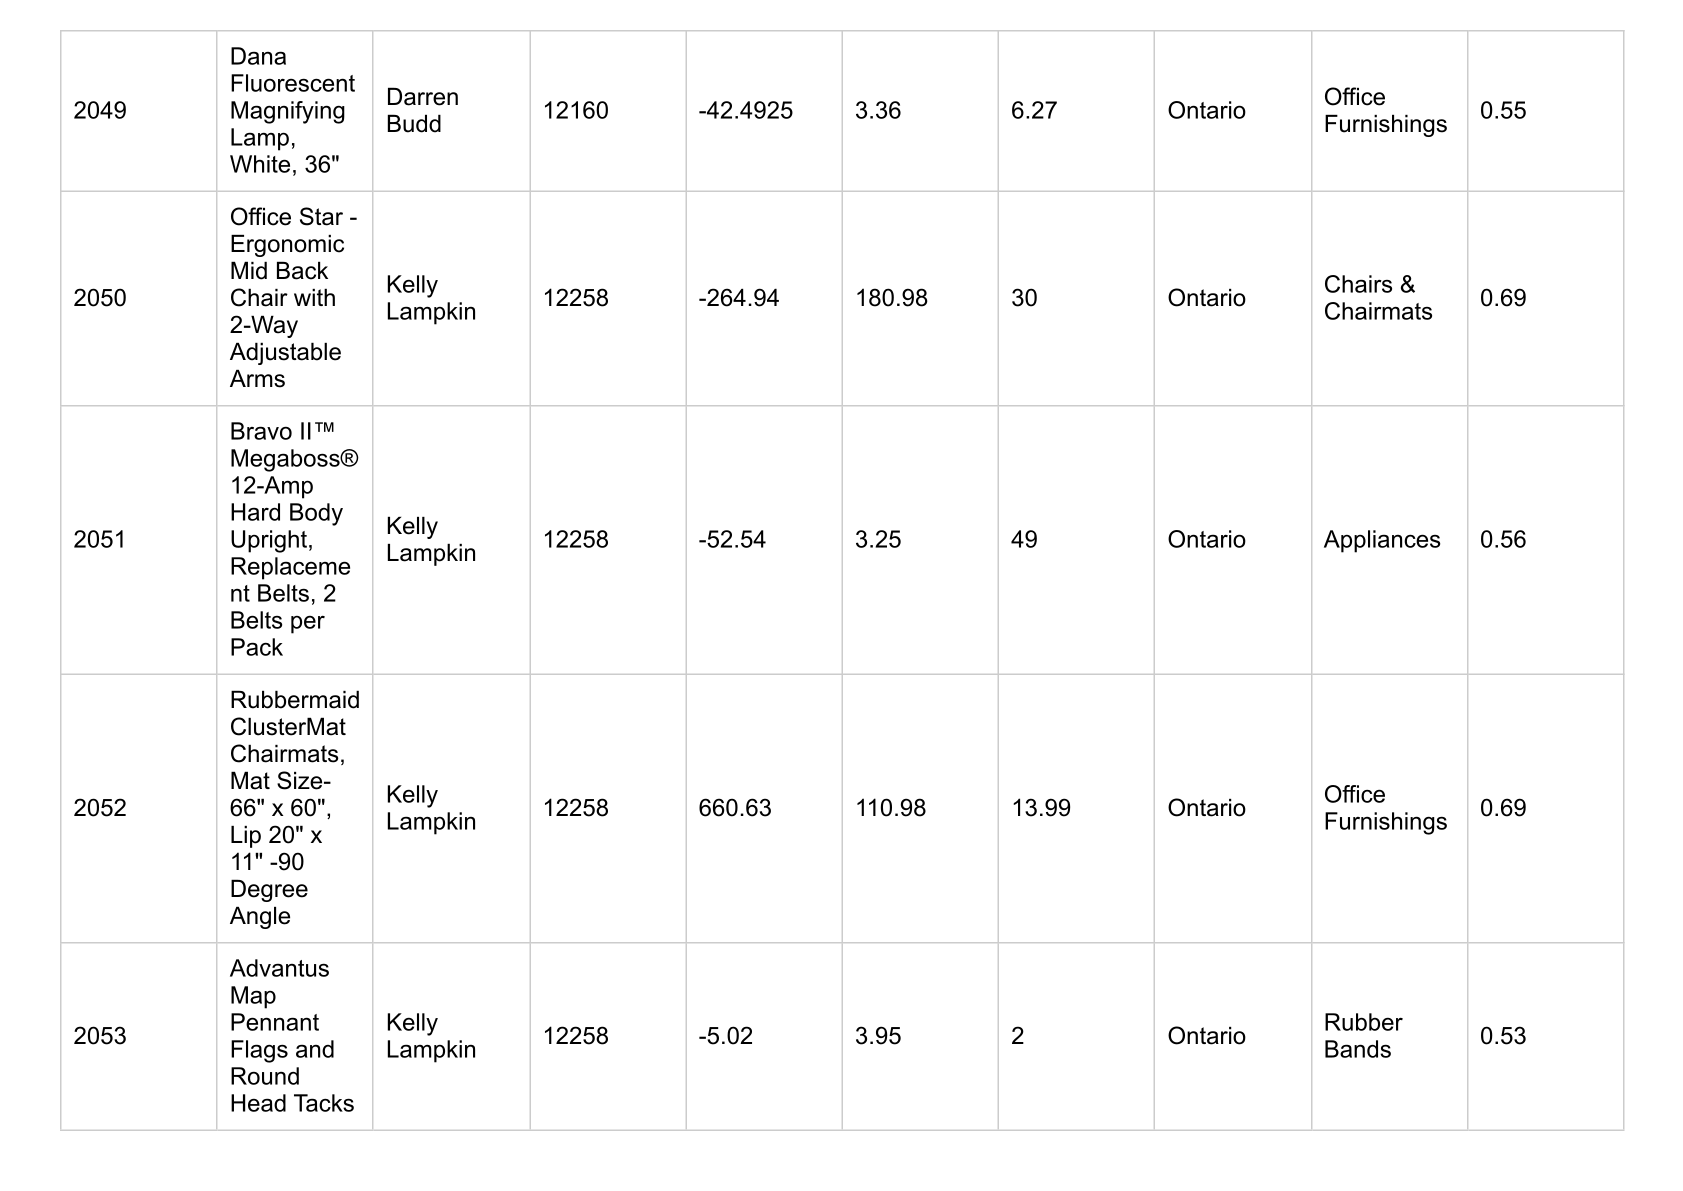 2049
Dana
Fluorescent
Magnifying
Lamp,
White, 36"
Darren
Budd
12160
-42.4925
3.36
6.27
Ontario
Office
Furnishings
0.55
2050
Office Star -
Ergonomic
Mid Back
Chair with
2-Way
Adjustable
Arms
Kelly
Lampkin
12258
-264.94
180.98
30
Ontario
Chairs &
Chairmats
0.69
2051
Bravo II™
Megaboss®
12-Amp
Hard Body
Upright,
Replaceme
nt Belts, 2
Belts per
Pack
Kelly
Lampkin
12258
-52.54
3.25
49
Ontario
Appliances
0.56
2052
Rubbermaid
ClusterMat
Chairmats,
Mat Size-
66" x 60",
Lip 20" x
11" -90
Degree
Angle
Kelly
Lampkin
12258
660.63
110.98
13.99
Ontario
Office
Furnishings
0.69
2053
Advantus
Map
Pennant
Flags and
Round
Head Tacks
Kelly
Lampkin
12258
-5.02
3.95
2
Ontario
Rubber
Bands
0.53